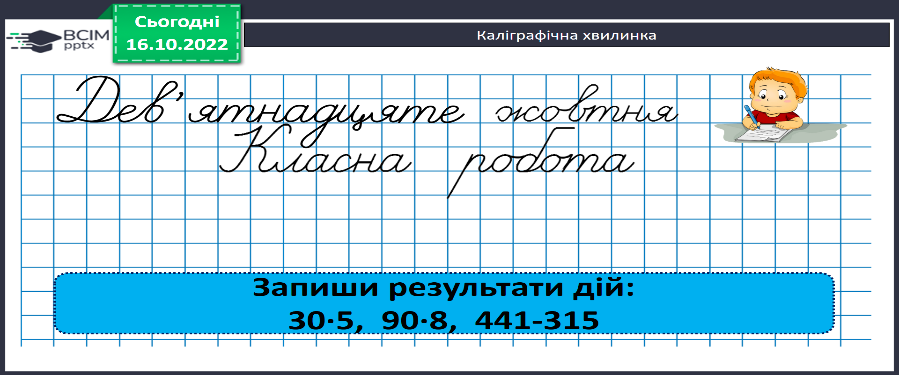 Сьогодні
16.10.2022
ВСІМ
pptx
Каліграфічна хвилинка
Дев’ятнадцяте жовтня
Класна робота
Запиши результати дій:
30·5, 90·8, 441-315